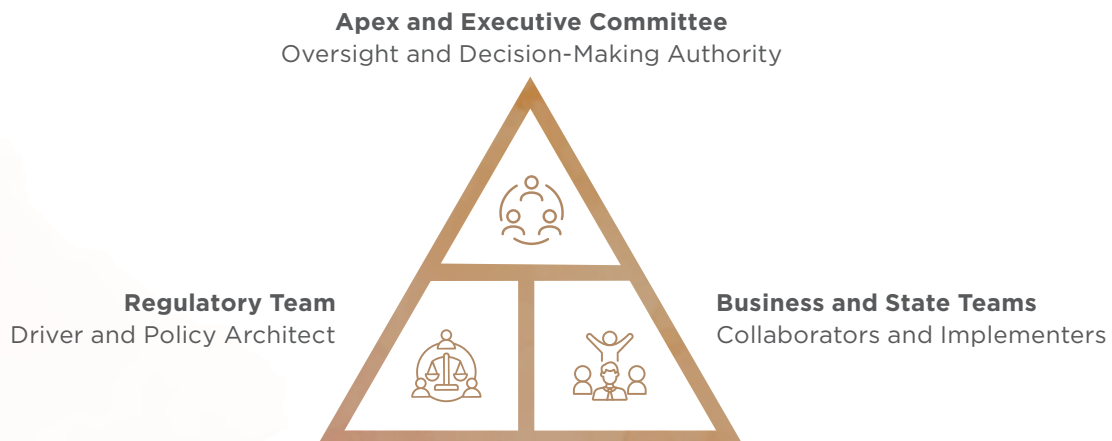 Apex and Executive Committee
Oversight and Decision-Making Authority
Regulatory Team
Driver and Policy Architect
Business and State Teams
Collaborators and Implementers